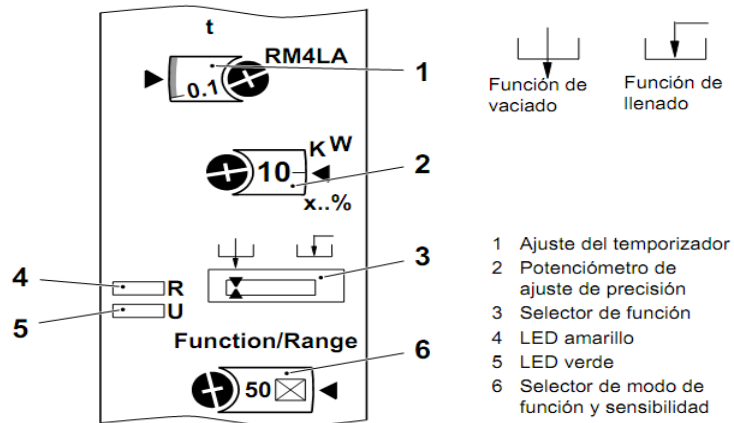 t
RM4LA
0.1
1
K W
10
2
x..%
3
4
R
5
U
Function/Range
6
50
Función de
vaciado
Función de
llenado
1 Ajuste del temporizador
2 Potenciómetro de
ajuste de precisión
3 Selector de función
4 LED amarillo
5 LED verde
6 Selector de modo de
función y sensibilidad